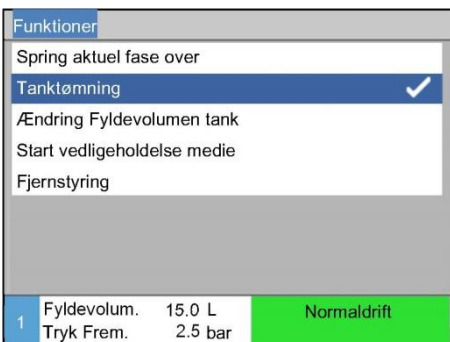 Funktioner
Spring aktuel fase over
Tanktømning
Ændring Fyldevolumen tank
Start vedligeholdelse medie
Fjernstyring
1 Fyldevolum. 15.0 L Normaldrift
Tryk Frem. 2.5 bar